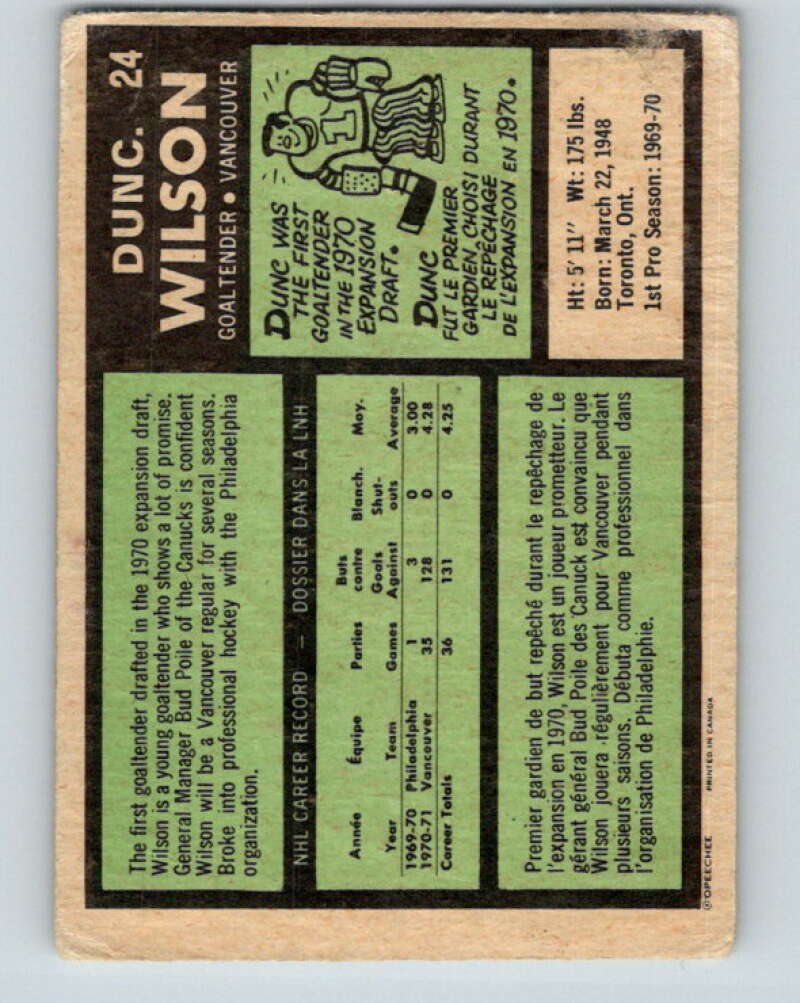 DUNC. 24
WILSON
GOALTENDER • VANCOUVER
The first goaltender drafted in the 1970 expansion draft,
Wilson is a young goaltender who shows a lot of promise.
General Manager Bud Poile of the Canucks is confident
Wilson will be a Vancouver regular for several seasons.
Broke into professional hockey with the Philadelphia
organization.
DUNC WAS
THE FIRST
GOALTENDER
IN THE 1970
EXPANSION
DRAFT.
DUNC
FUT LE PREMIER
GARDIEN, CHOISI DURANT
LE REPÊCHAGE
DE L'EXPANSION EN 1970.
1
NHL CAREER RECORD — DOSSIER DANS LA LNH
Année Équipe Parties Buts contre Blanch. Moy.
Year Team Games Goals Against Shut-outs Average
1969-70 Philadelphia 1 3 0 3.00
1970-71 Vancouver 35 128 0 4.28
Career Totals 36 131 0 4.25
Premier gardien de but repêché durant le repêchage de
l'expansion en 1970, Wilson est un joueur prometteur. Le
gérant général Bud Poile des Canuck est convaincu que
Wilson jouera régulièrement pour Vancouver pendant
plusieurs saisons. Débuta comme professionnel dans
l'organisation de Philadelphie.
Ht: 5' 11" Wt: 175 lbs.
Born: March 22, 1948
Toronto, Ont.
1st Pro Season: 1969-70
© OPEECHEE PRINTED IN CANADA